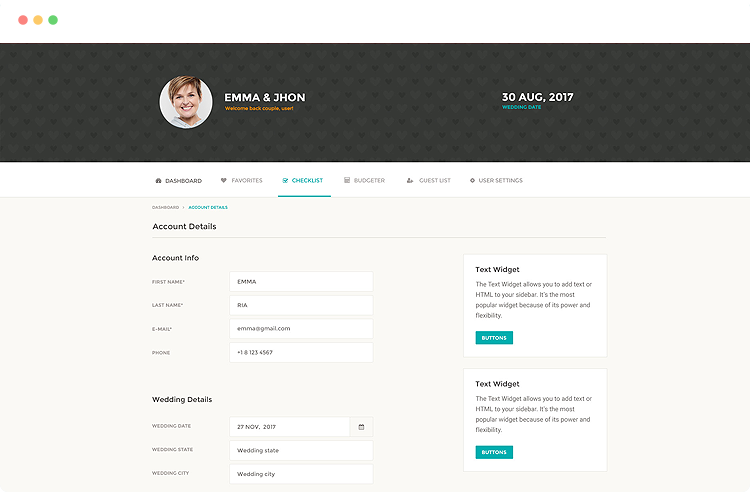 EMMA & JHON
Welcome back couple, user!
30 AUG, 2017
WEDDING DATE
DASHBOARD
FAVORITES
CHECKLIST
BUDGETER
GUEST LIST
USER SETTINGS
DASHBOARD > ACCOUNT DETAILS
Account Details
Account Info
FIRST NAME* EMMA
LAST NAME* RIA
E-MAIL* emma@gmail.com
PHONE +1 8 123 4567
Wedding Details
WEDDING DATE 27 NOV, 2017
WEDDING STATE Wedding state
WEDDING CITY Wedding city
Text Widget
The Text Widget allows you to add text or
HTML to your sidebar. It's the most
popular widget because of its power and
flexibility.
BUTTONS
Text Widget
The Text Widget allows you to add text or
HTML to your sidebar. It's the most
popular widget because of its power and
flexibility.
BUTTONS